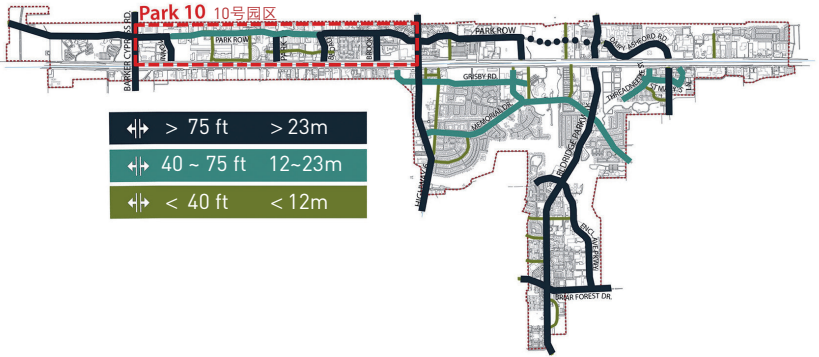 Park 10 10号园区
BARKER CYPRESS RD.
PARK ROW
PARK ROW
DAIRY ASHFORD RD.
GRISBY RD.
THREADNEEDLE ST
ST MARY'S
MEMORIAL DR.
ELDRIDGE PARKWY
HIGHWAY 6
> 75 ft > 23m
40 ~ 75 ft 12~23m
< 40 ft < 12m
ENCLAVE PKWY
BRIAR FOREST DR.